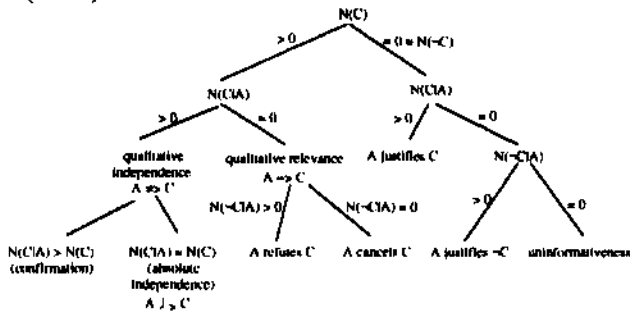 N(C)
> 0
= 0 = N(¬C)
N(C|A)
N(C|A)
> 0
= 0
> 0
= 0
qualitative
independence
A ≠> C
qualitative relevance
A => C
A justifies C
N(¬C|A)
N(¬C|A) > 0
N(¬C|A) = 0
> 0
= 0
N(C|A) > N(C)
(confirmation)
N(C|A) = N(C)
(absolute
independence)
A refutes C
A cancels C
A justifies ¬C
uninformativeness